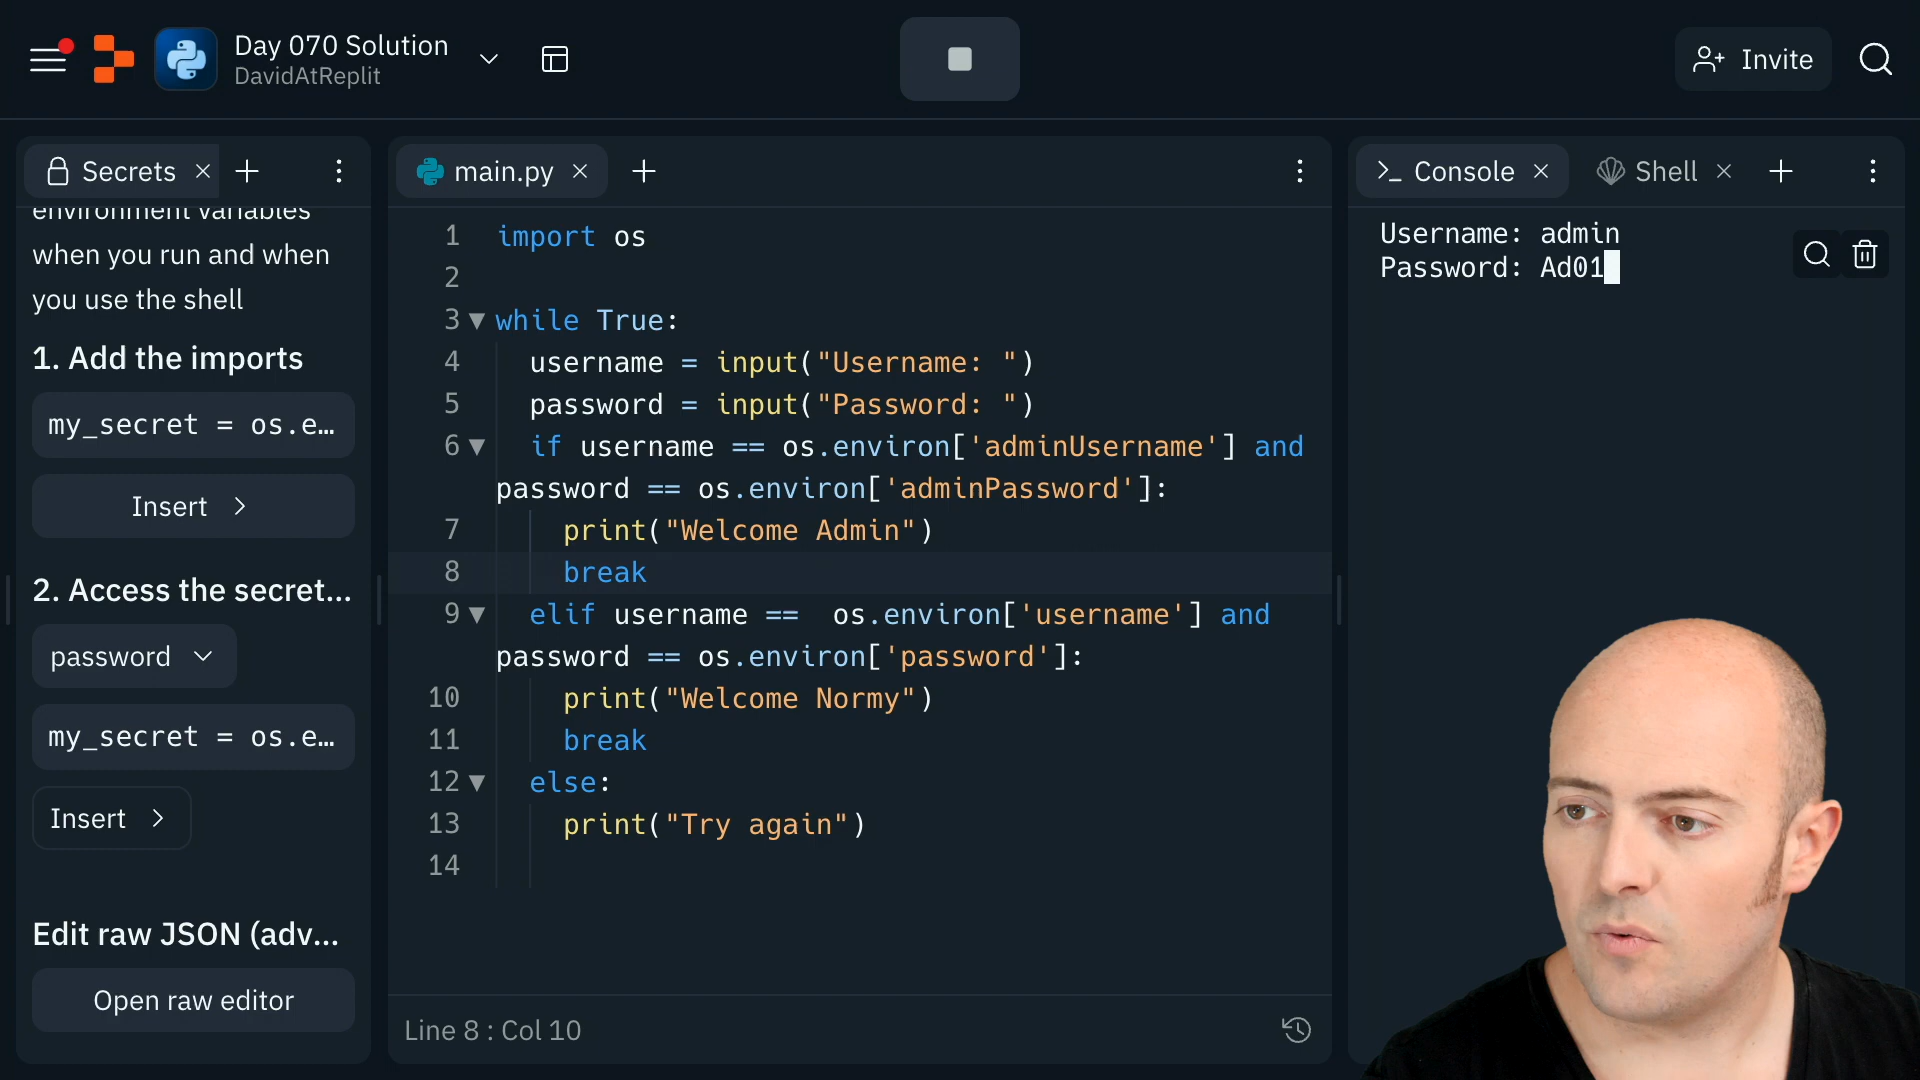 Day 070 Solution
DavidAtReplit
Invite
Secrets
environment variables
when you run and when
you use the shell
1. Add the imports
my_secret = os.e…
Insert
2. Access the secret...
password
my_secret = os.e…
Insert
Edit raw JSON (adv...
Open raw editor
main.py
1 import os
2
3 while True:
4 username = input("Username: ")
5 password = input("Password: ")
6 if username == os.environ['adminUsername'] and
password == os.environ['adminPassword']:
7 print("Welcome Admin")
8 break
9 elif username ==  os.environ['username'] and
password == os.environ['password']:
10 print("Welcome Normy")
11 break
12 else:
13 print("Try again")
14
Line 8 : Col 10
Console
Shell
Username: admin
Password: Ad01